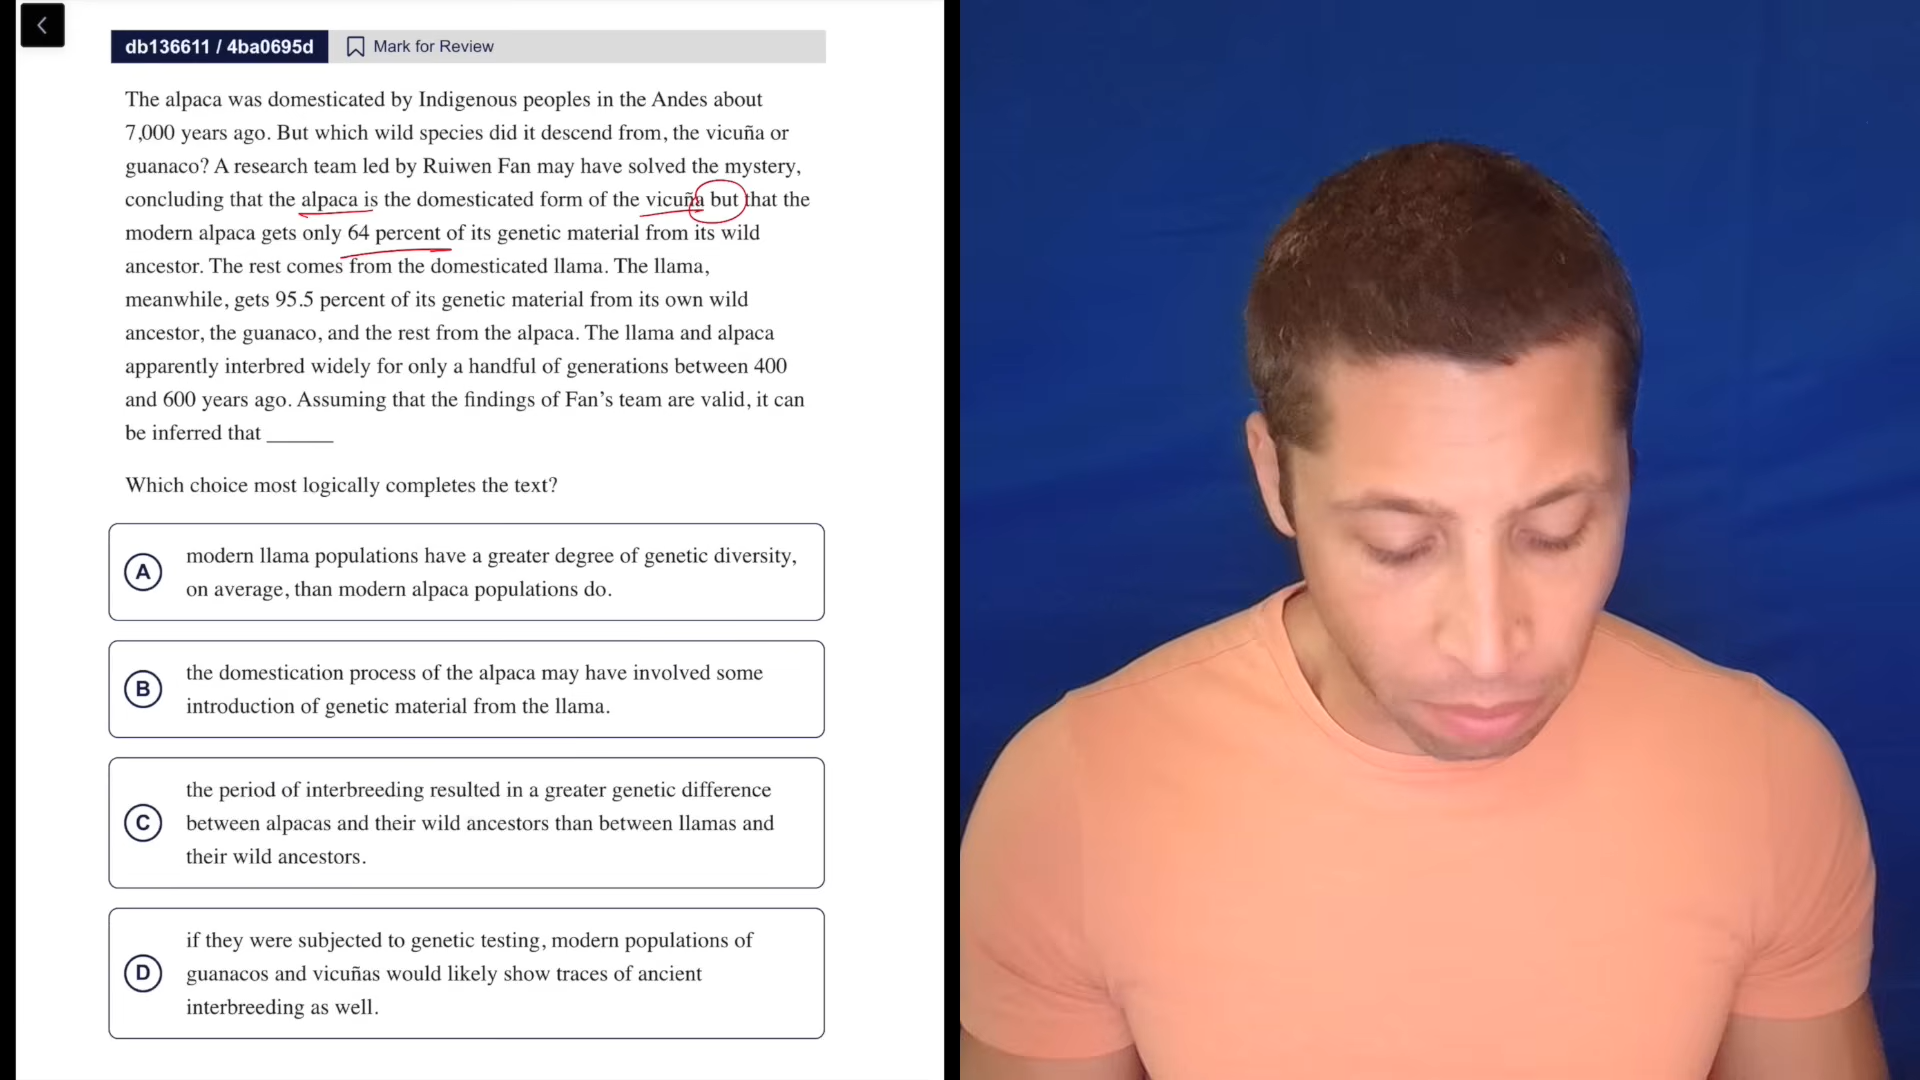 db136611 / 4ba0695d Mark for Review
The alpaca was domesticated by Indigenous peoples in the Andes about
7,000 years ago. But which wild species did it descend from, the vicuña or
guanaco? A research team led by Ruiwen Fan may have solved the mystery,
concluding that the alpaca is the domesticated form of the vicuña but that the
modern alpaca gets only 64 percent of its genetic material from its wild
ancestor. The rest comes from the domesticated llama. The llama,
meanwhile, gets 95.5 percent of its genetic material from its own wild
ancestor, the guanaco, and the rest from the alpaca. The llama and alpaca
apparently interbred widely for only a handful of generations between 400
and 600 years ago. Assuming that the findings of Fan's team are valid, it can
be inferred that ______
Which choice most logically completes the text?
A modern llama populations have a greater degree of genetic diversity,
on average, than modern alpaca populations do.
B the domestication process of the alpaca may have involved some
introduction of genetic material from the llama.
C the period of interbreeding resulted in a greater genetic difference
between alpacas and their wild ancestors than between llamas and
their wild ancestors.
D if they were subjected to genetic testing, modern populations of
guanacos and vicuñas would likely show traces of ancient
interbreeding as well.